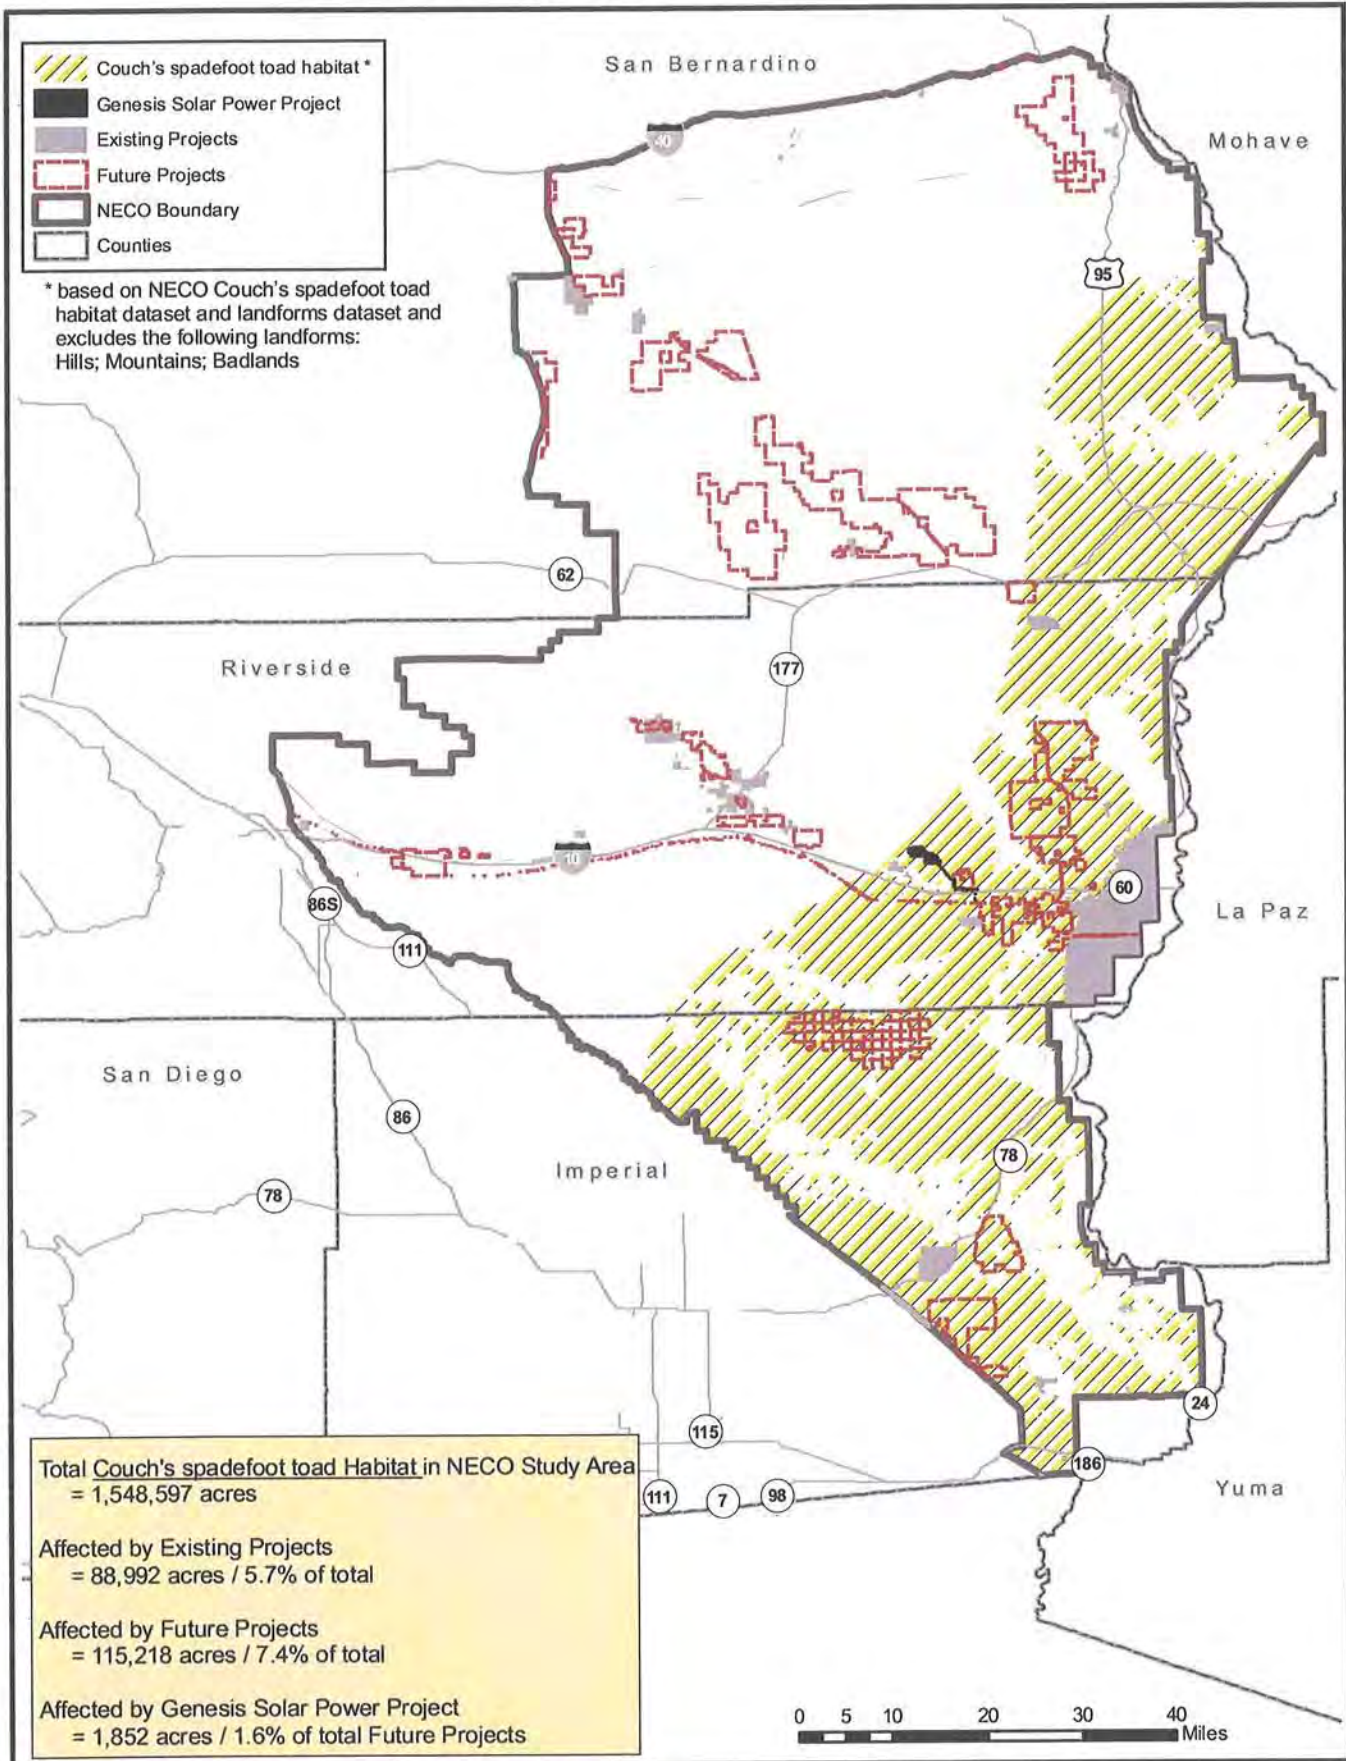 Couch's spadefoot toad habitat *
Genesis Solar Power Project
Existing Projects
Future Projects
NECO Boundary
Counties
* based on NECO Couch's spadefoot toad
habitat dataset and landforms dataset and
excludes the following landforms:
Hills; Mountains; Badlands
San Bernardino
40
Mohave
95
62
Riverside
177
86S
111
60
La Paz
San Diego
86
78
Imperial
78
115
24
186
111
7
98
Yuma
Total Couch's spadefoot toad Habitat in NECO Study Area
= 1,548,597 acres
Affected by Existing Projects
= 88,992 acres / 5.7% of total
Affected by Future Projects
= 115,218 acres / 7.4% of total
Affected by Genesis Solar Power Project
= 1,852 acres / 1.6% of total Future Projects
0 5 10 20 30 40
Miles